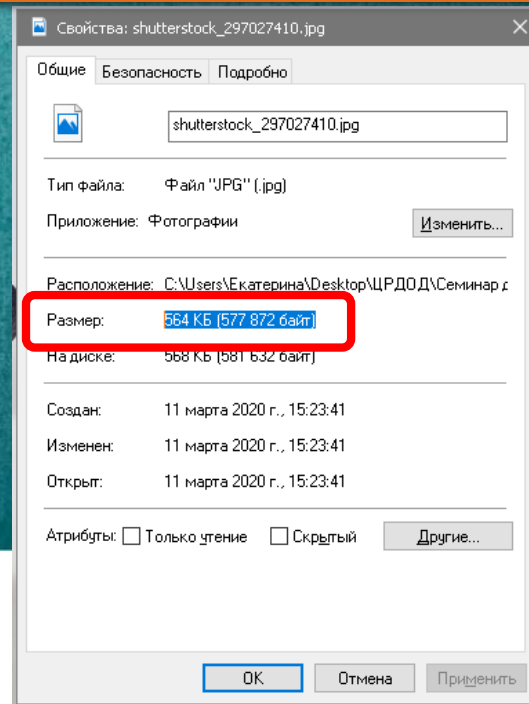 Свойства: shutterstock_297027410.jpg
Общие Безопасность Подробно
shutterstock_297027410.jpg
Тип файла: Файл "JPG" (.jpg)
Приложение: Фотографии Изменить...
Расположение: C:\Users\Екатерина\Desktop\ЦРДОД\Семинар д
Размер: 564 КБ (577 872 байт)
На диске: 568 КБ (581 632 байт)
Создан: 11 марта 2020 г., 15:23:41
Изменен: 11 марта 2020 г., 15:23:41
Открыт: 11 марта 2020 г., 15:23:41
Атрибуты: Только чтение Скрытый Другие...
OK Отмена Применить